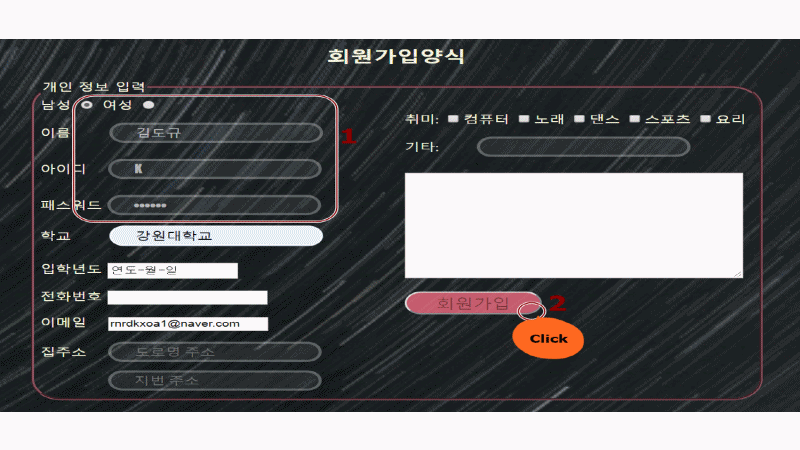 회원가입양식
개인 정보 입력
남성 여성
이름 김도규
아이디 K
패스워드 ••••••
학교 강원대학교
입학년도 연도-월-일
전화번호
이메일 rnrdkxoa1@naver.com
집주소 도로명 주소
지번 주소
1
취미: 컴퓨터 노래 댄스 스포츠 요리
기타:
회원가입 2
Click